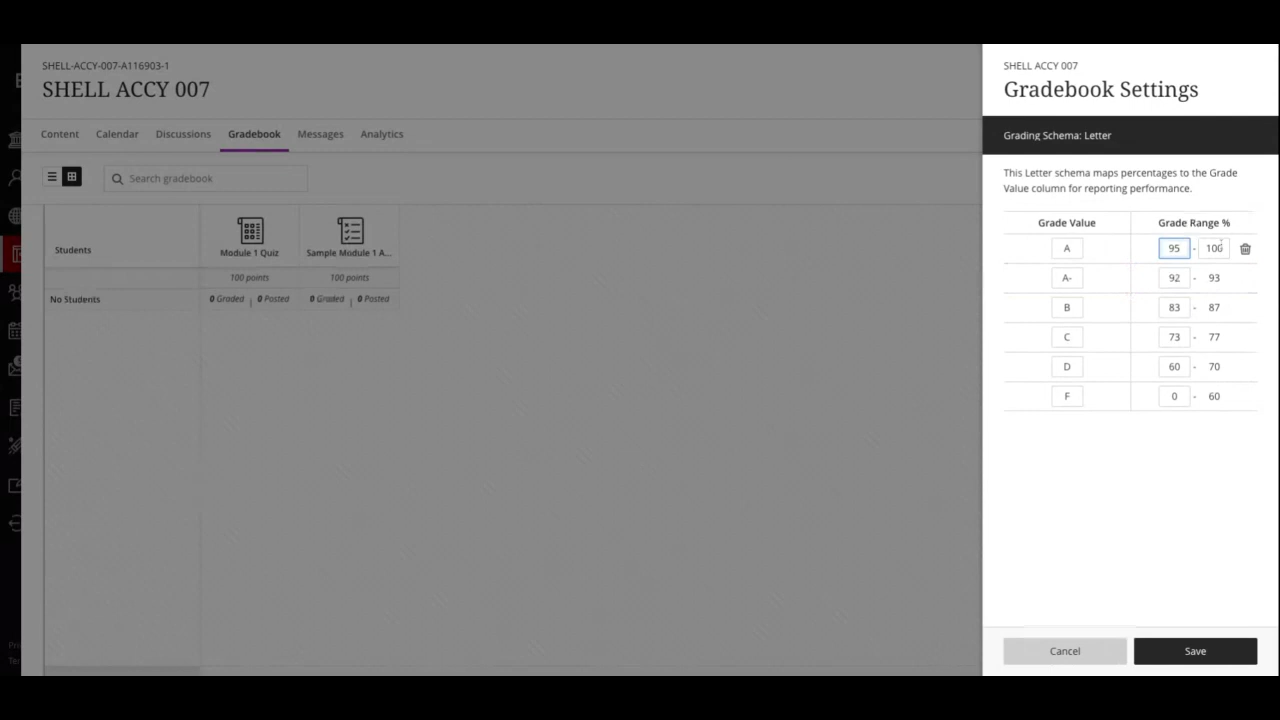 SHELL-ACCY-007-A116903-1
SHELL ACCY 007
Content Calendar Discussions Gradebook Messages Analytics
Search gradebook
Students
Module 1 Quiz
Sample Module 1 A...
100 points
100 points
No Students
0 Graded | 0 Posted
0 Graded | 0 Posted
SHELL ACCY 007
Gradebook Settings
Grading Schema: Letter
This Letter schema maps percentages to the Grade
Value column for reporting performance.
Grade Value Grade Range %
A 95 - 100
A- 92 - 93
B 83 - 87
C 73 - 77
D 60 - 70
F 0 - 60
Cancel Save